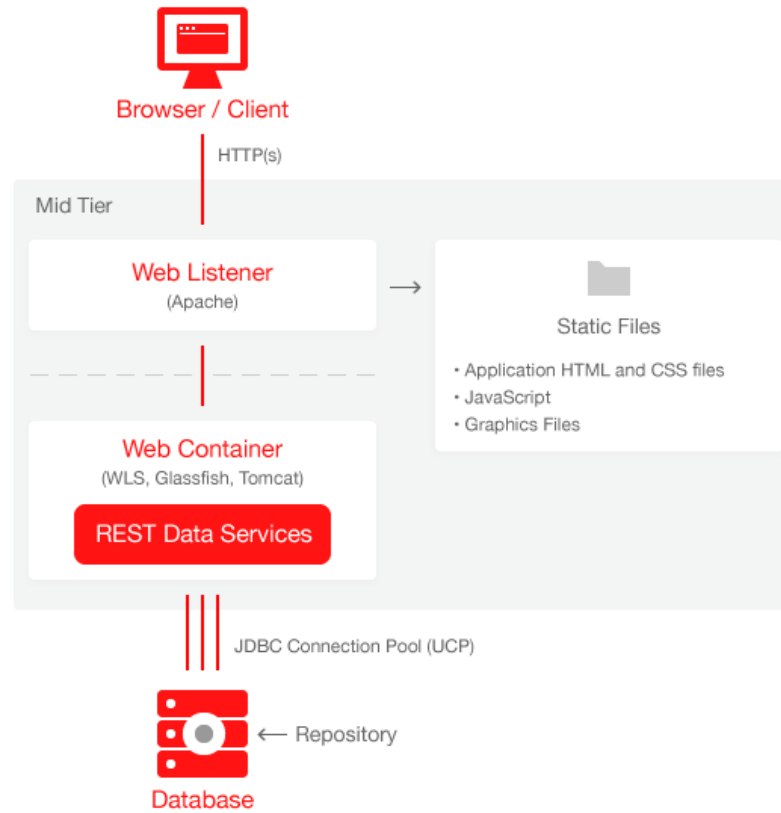 Browser / Client
HTTP(s)
Mid Tier
Web Listener
(Apache)
Static Files
• Application HTML and CSS files
• JavaScript
• Graphics Files
Web Container
(WLS, Glassfish, Tomcat)
REST Data Services
JDBC Connection Pool (UCP)
Repository
Database